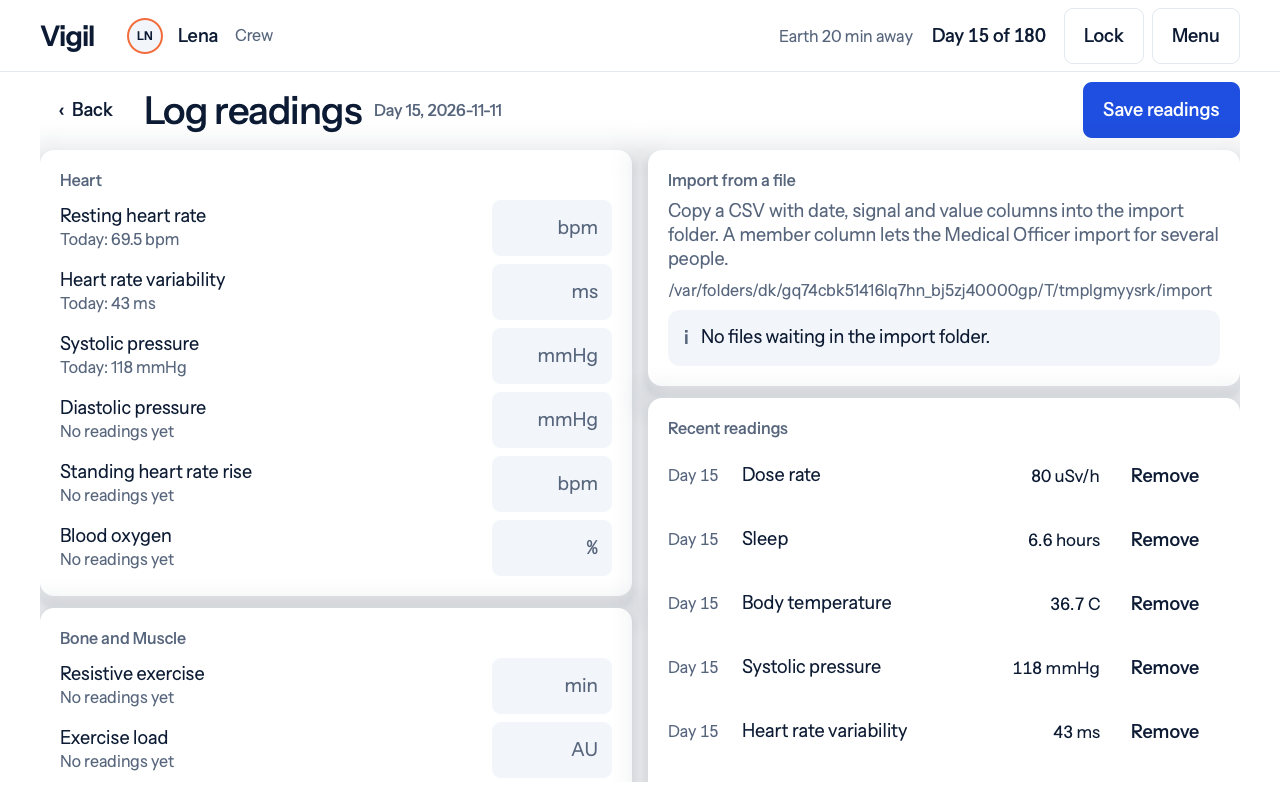 Vigil
LN
Lena
Crew
Earth 20 min away
Day 15 of 180
Lock
Menu
‹ Back
Log readings
Day 15, 2026-11-11
Save readings
Heart
Resting heart rate
Today: 69.5 bpm
bpm
Heart rate variability
Today: 43 ms
ms
Systolic pressure
Today: 118 mmHg
mmHg
Diastolic pressure
No readings yet
mmHg
Standing heart rate rise
No readings yet
bpm
Blood oxygen
No readings yet
%
Bone and Muscle
Resistive exercise
No readings yet
min
Exercise load
No readings yet
AU
Import from a file
Copy a CSV with date, signal and value columns into the import
folder. A member column lets the Medical Officer import for several
people.
/var/folders/dk/gq74cbk51416lq7hn_bj5zj40000gp/T/tmplgmyysrk/import
i No files waiting in the import folder.
Recent readings
Day 15 Dose rate 80 uSv/h Remove
Day 15 Sleep 6.6 hours Remove
Day 15 Body temperature 36.7 C Remove
Day 15 Systolic pressure 118 mmHg Remove
Day 15 Heart rate variability 43 ms Remove